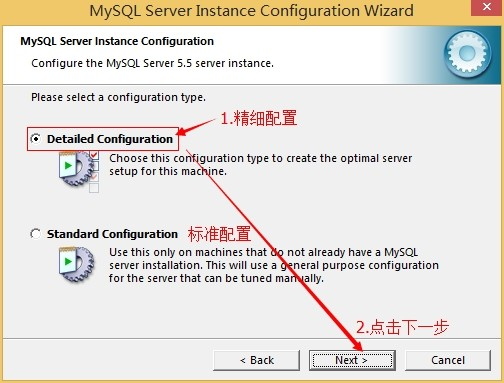 MySQL Server Instance Configuration Wizard
MySQL Server Instance Configuration
Configure the MySQL Server 5.5 server instance.
Please select a configuration type.
1.精细配置
Detailed Configuration
Choose this configuration type to create the optimal server
setup for this machine.
Standard Configuration 标准配置
Use this only on machines that do not already have a MySQL
server installation. This will use a general purpose configuration
for the server that can be tuned manually.
2.点击下一步
< Back Next > Cancel